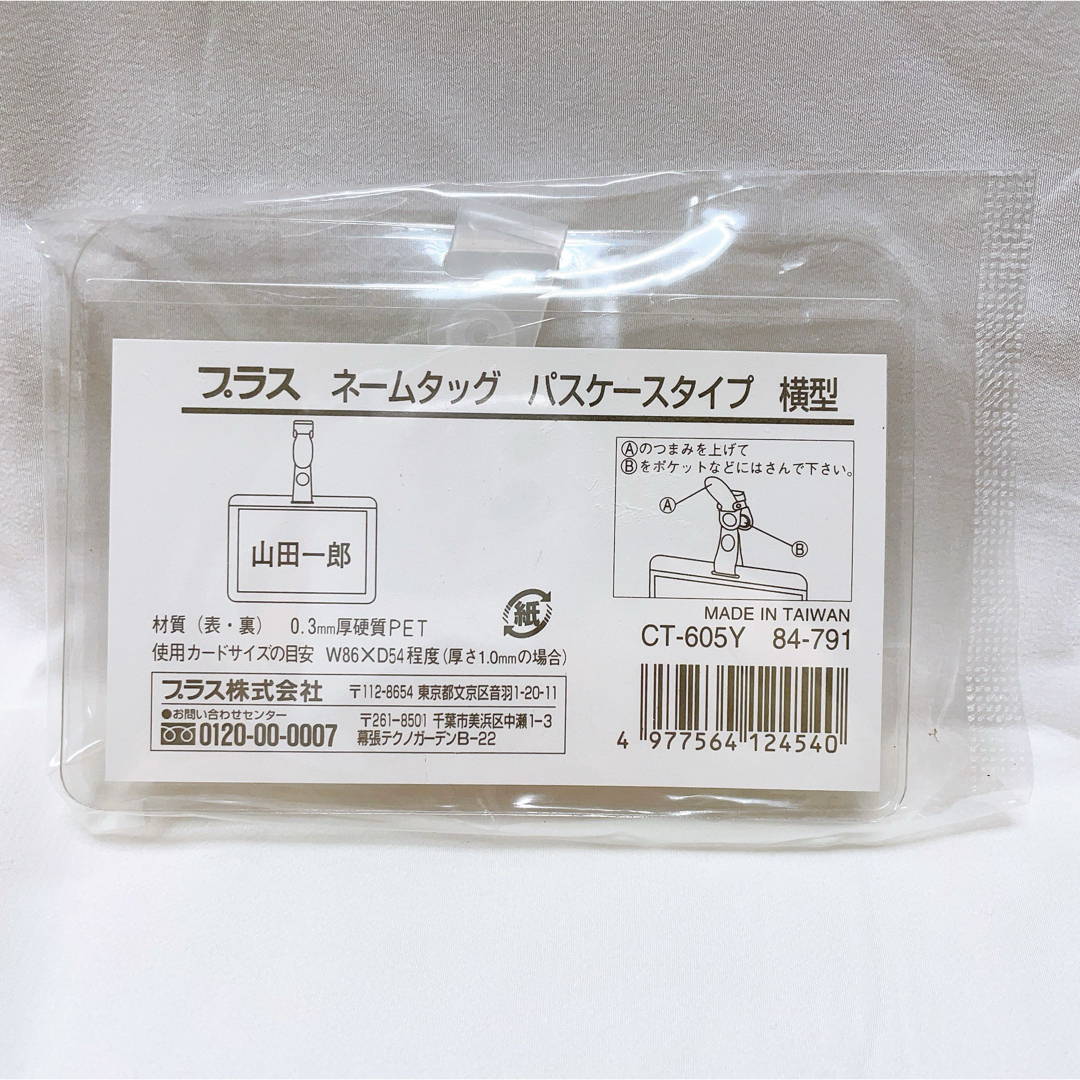 プラス ネームタッグ パスケースタイプ 横型
山田一郎
Ⓐのつまみを上げて
Ⓑをポケットなどにはさんで下さい。
Ⓐ
Ⓑ
紙
材質（表・裏） 0.3mm厚硬質PET
使用カードサイズの目安 W86×D54程度(厚さ1.0mmの場合)
MADE IN TAIWAN
CT-605Y 84-791
プラス株式会社 〒112-8654 東京都文京区音羽1-20-11
●お問い合わせセンター
0120-00-0007
〒261-8501 千葉市美浜区中瀬1-3
幕張テクノガーデンB-22
4 977564 124540